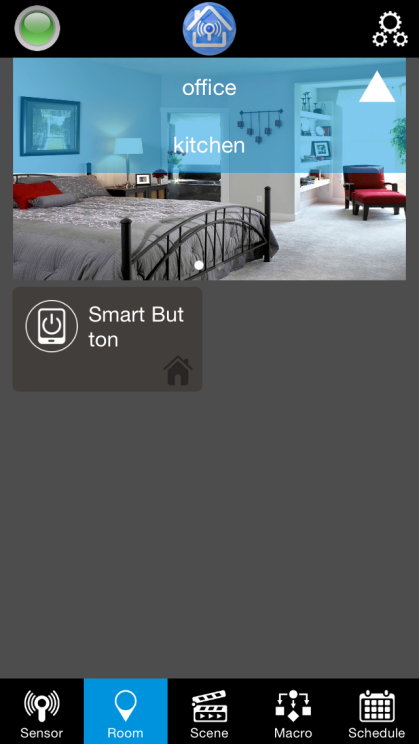 office
kitchen
Smart But
ton
Sensor
Room
Scene
Macro
Schedule